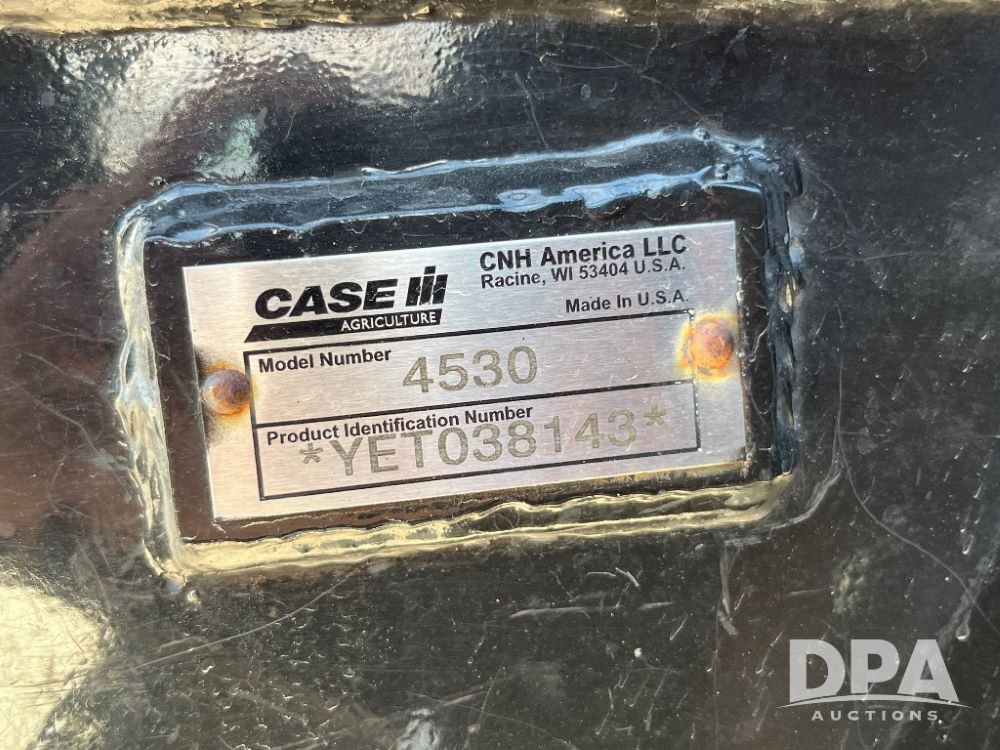 CASE IH
AGRICULTURE
CNH America LLC
Racine, WI 53404 U.S.A.
Made In U.S.A.
Model Number
4530
Product Identification Number
*YET038143*
DPA
AUCTIONS